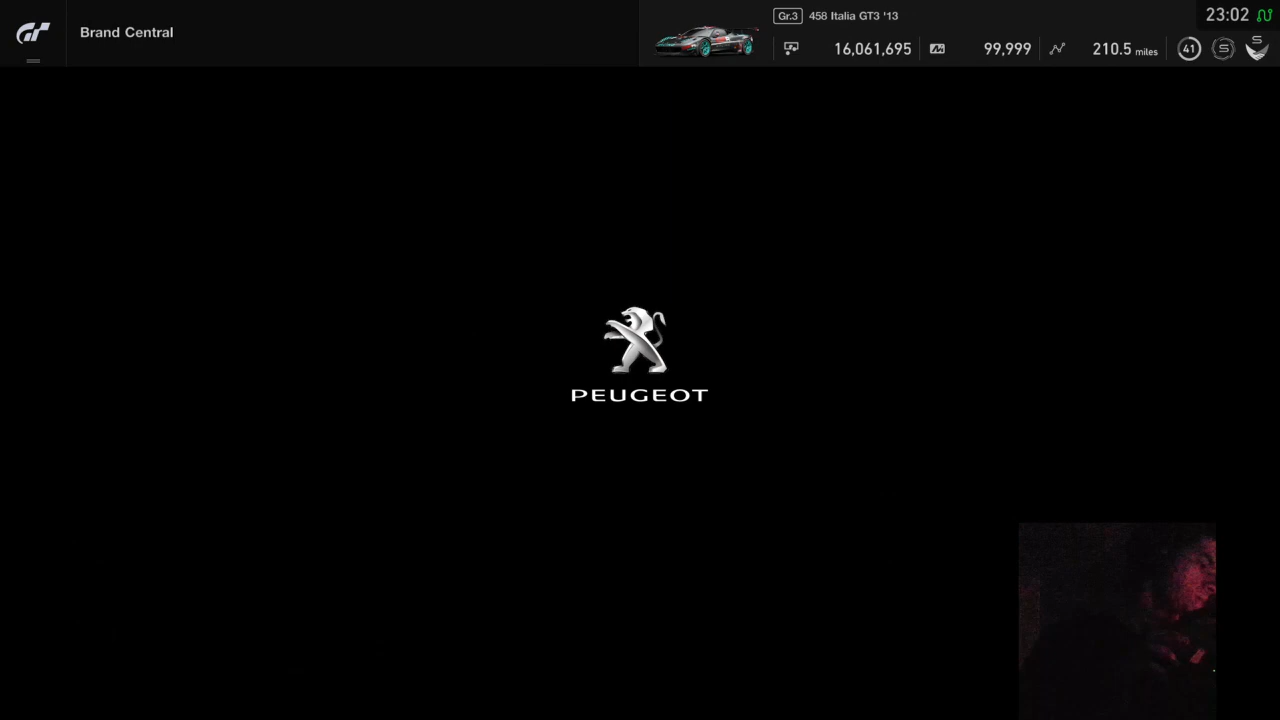 Brand Central
Gr.3 458 Italia GT3 '13
23:02
16,061,695 99,999 210.5 miles 41 S S
PEUGEOT